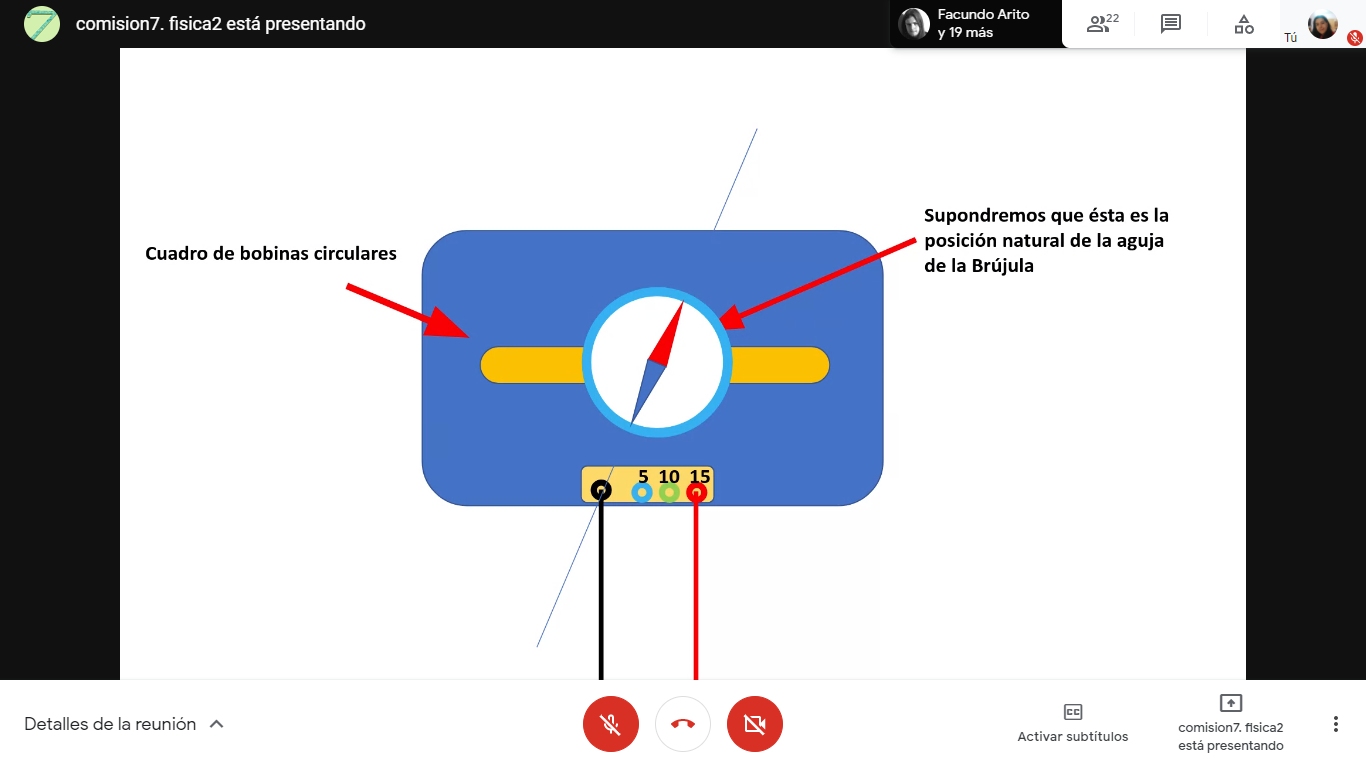 comision7. fisica2 está presentando
Facundo Arito
y 19 más
22
Tú
Supondremos que ésta es la
posición natural de la aguja
de la Brújula
Cuadro de bobinas circulares
5 10 15
Detalles de la reunión
CC
Activar subtítulos
comision7. fisica2
está presentando